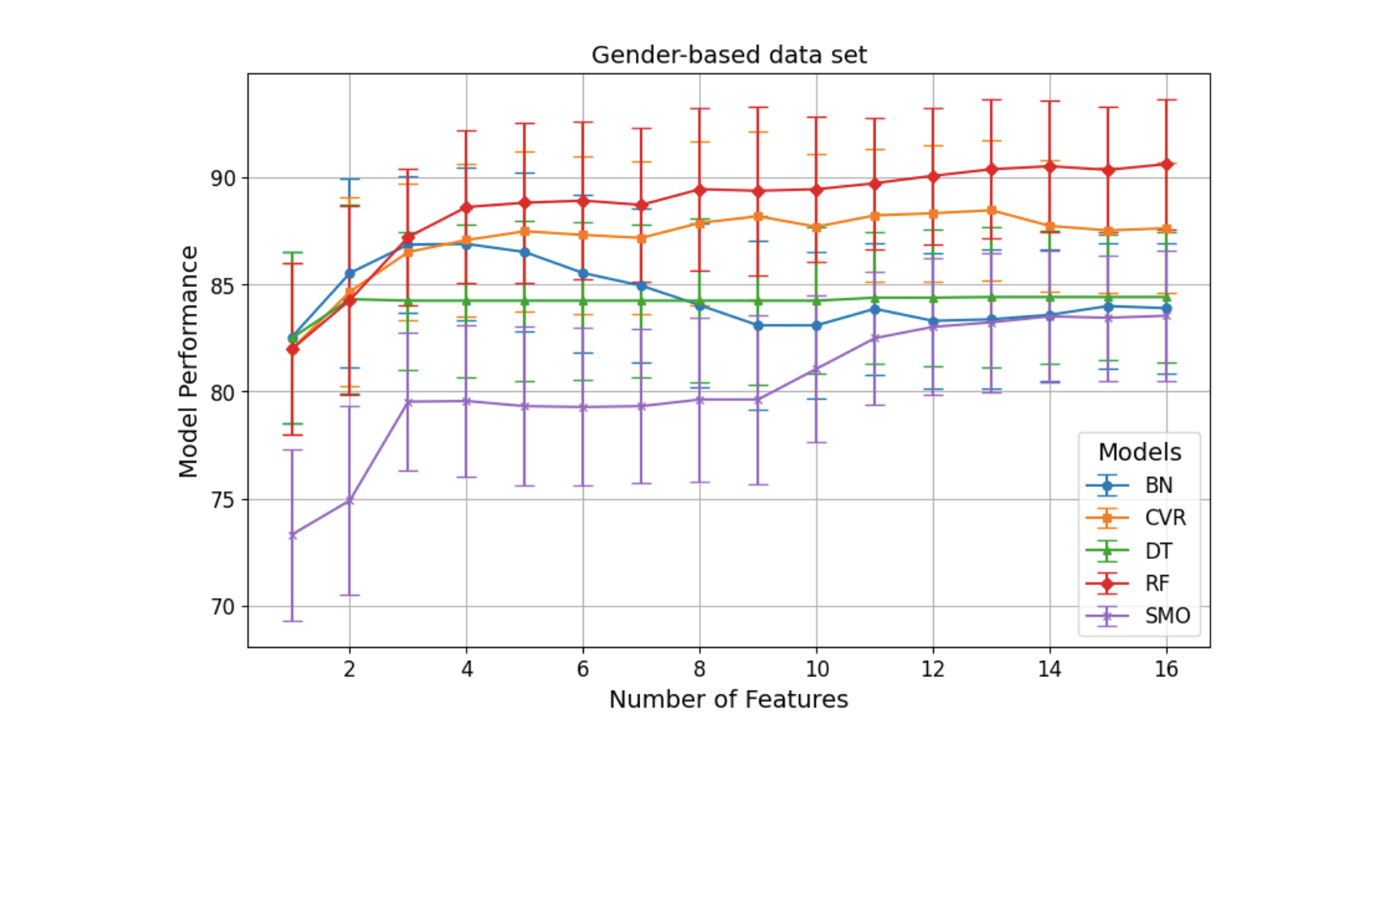 Gender-based data set
Model Performance
90
85
80
75
70
2 4 6 8 10 12 14 16
Number of Features
Models
BN
CVR
DT
RF
SMO